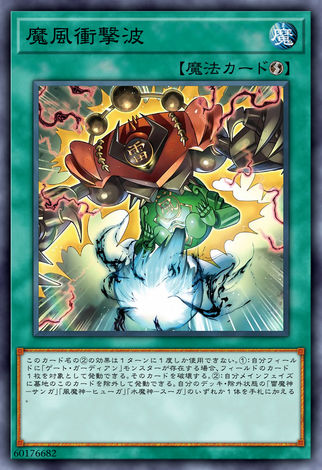 魔風衝撃波
魔
【魔法カード】
雷
このカード名の②の効果は1ターンに1度しか使用できない。①:自分フィール
ドに「ゲート・ガーディアン」モンスターが存在する場合、フィールドのカード
1枚を対象として発動できる。そのカードを破壊する。②:自分メインフェイズ
に墓地のこのカードを除外して発動できる。自分のデッキ・除外状態の「雷魔神
-サンガ」「風魔神-ヒューガ」「水魔神-スーガ」のいずれか1体を手札に加える
。
60176682